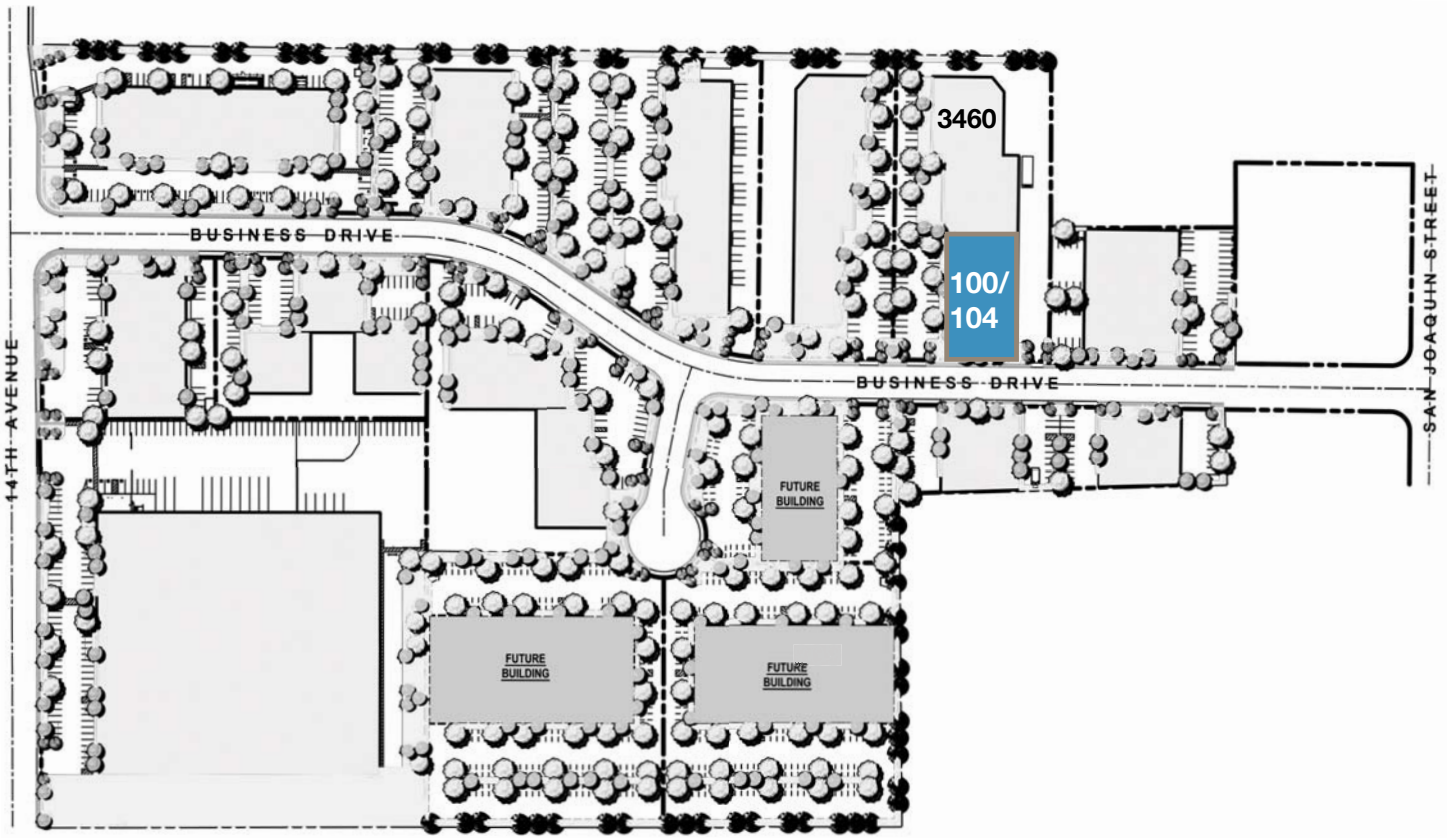 3460
BUSINESS DRIVE
100/
104
BUSINESS DRIVE
14TH AVENUE
SAN JOAQUIN STREET
FUTURE
BUILDING
FUTURE
BUILDING
FUTURE
BUILDING